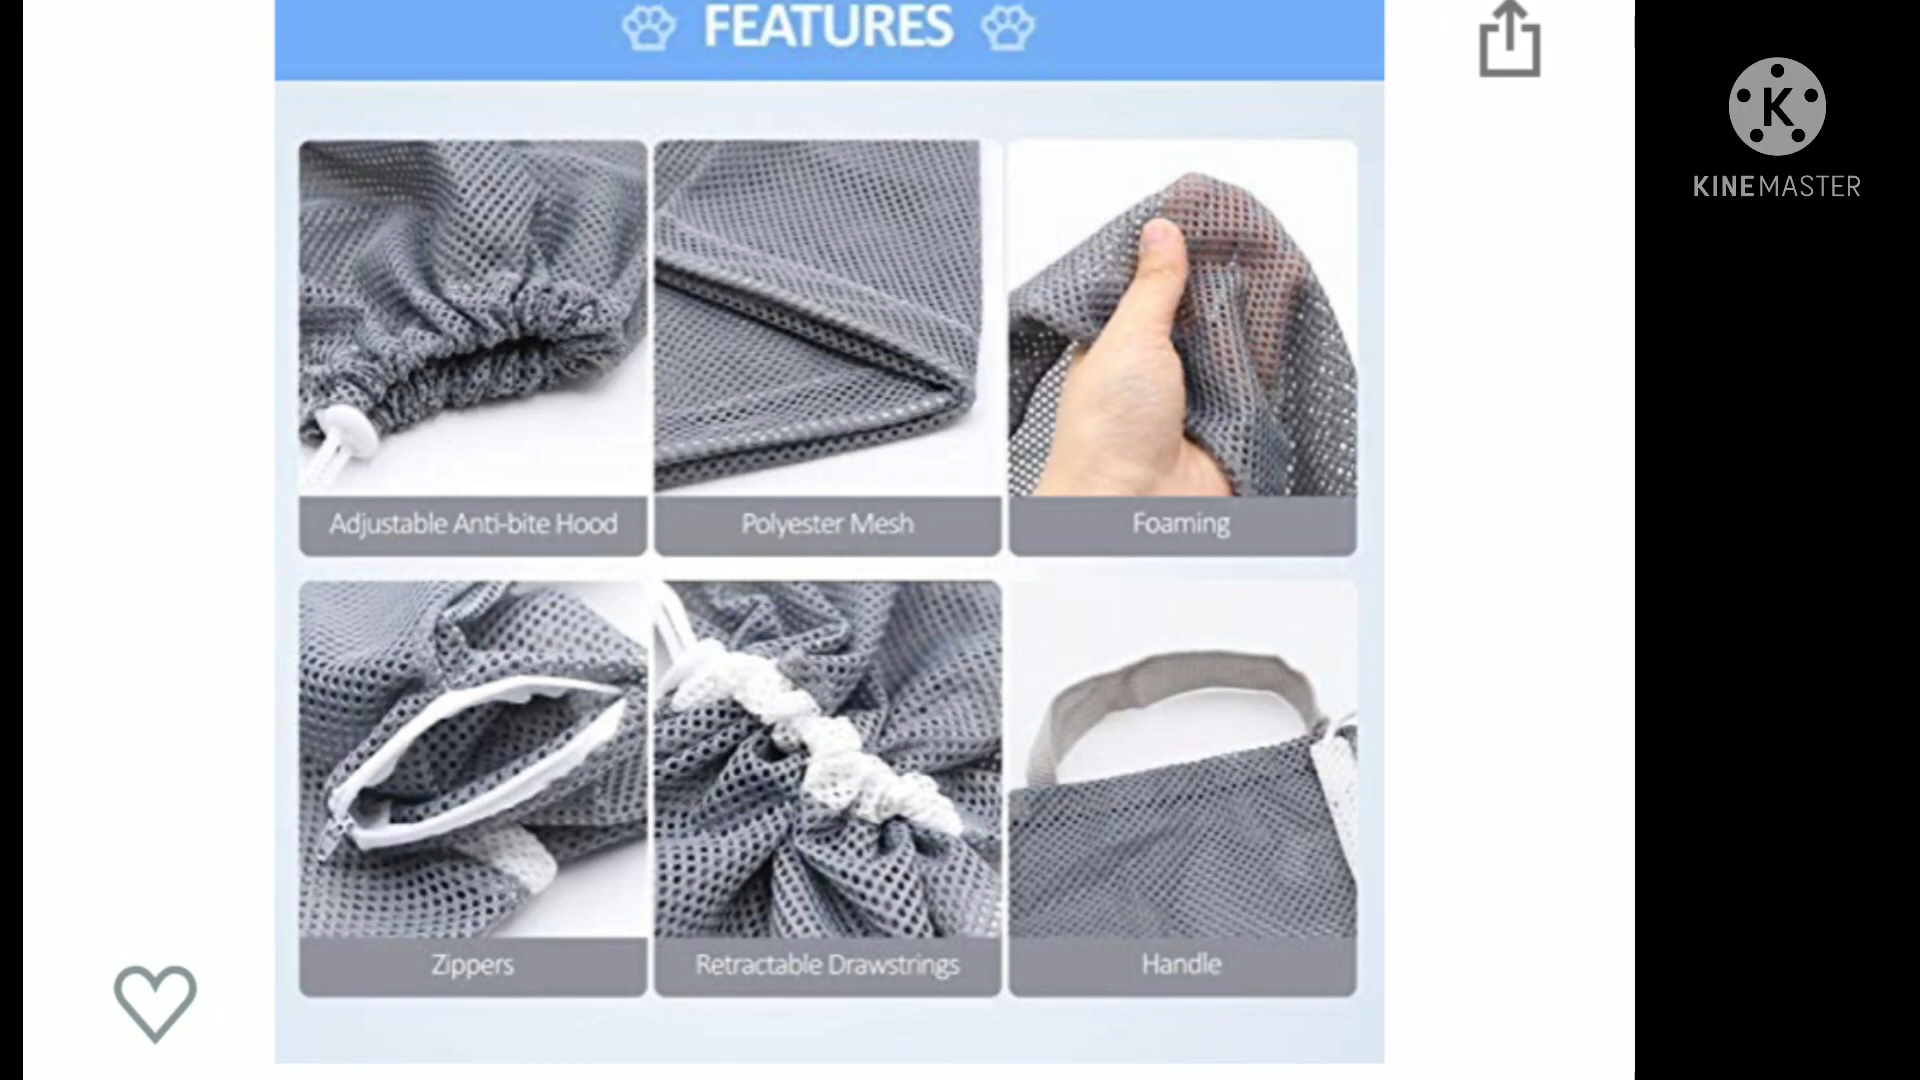 FEATURES
KINEMASTER
Adjustable Anti-bite Hood
Polyester Mesh
Foaming
Zippers
Retractable Drawstrings
Handle